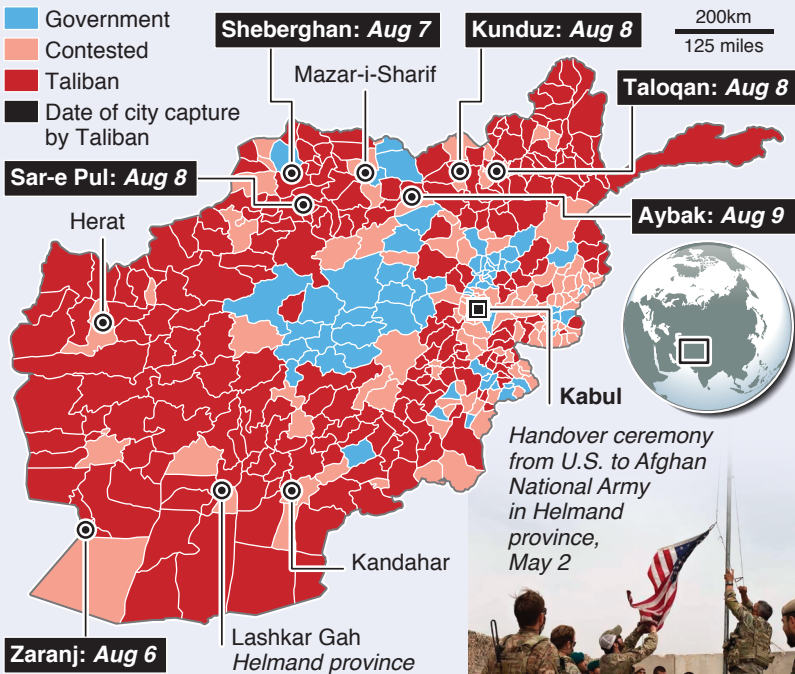 Government
Contested
Taliban
Date of city capture
by Taliban
Sheberghan: Aug 7
Kunduz: Aug 8
200km
125 miles
Mazar-i-Sharif
Taloqan: Aug 8
Sar-e Pul: Aug 8
Herat
Aybak: Aug 9
Kabul
Handover ceremony
from U.S. to Afghan
National Army
in Helmand
province,
May 2
Kandahar
Lashkar Gah
Helmand province
Zaranj: Aug 6